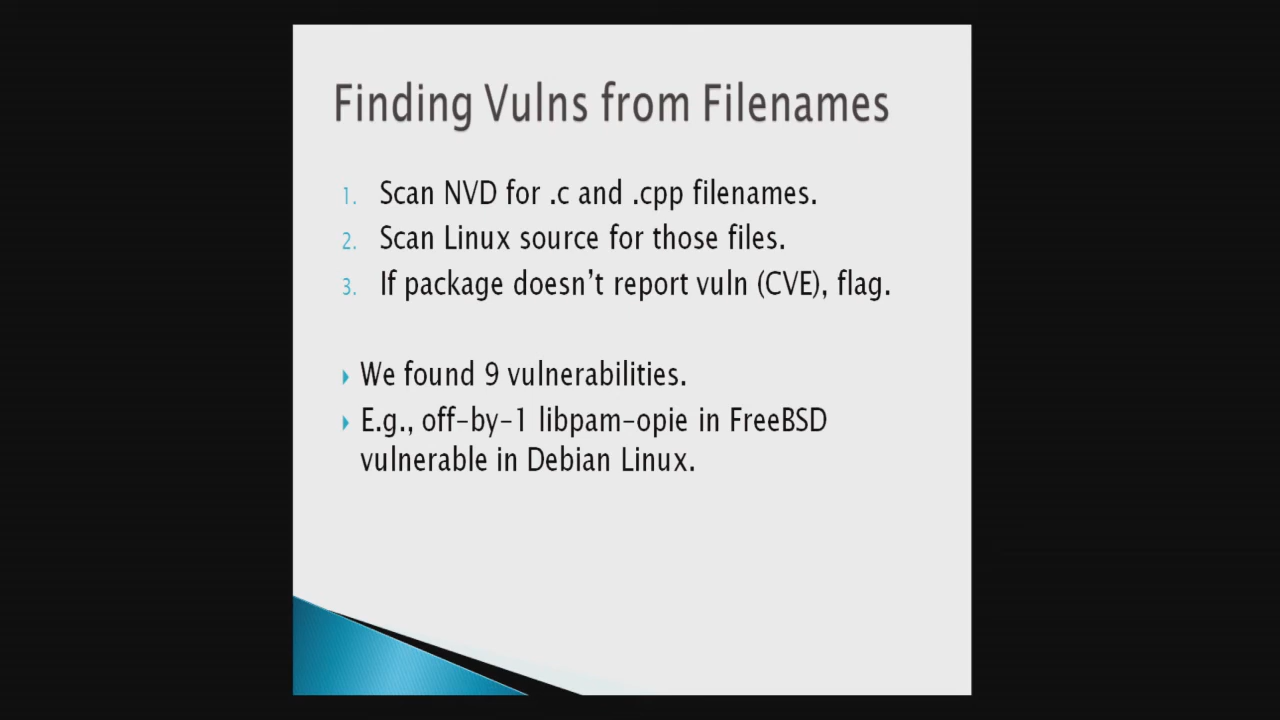 Finding Vulns from Filenames
1. Scan NVD for .c and .cpp filenames.
2. Scan Linux source for those files.
3. If package doesn't report vuln (CVE), flag.
We found 9 vulnerabilities.
E.g., off-by-1 libpam-opie in FreeBSD
vulnerable in Debian Linux.